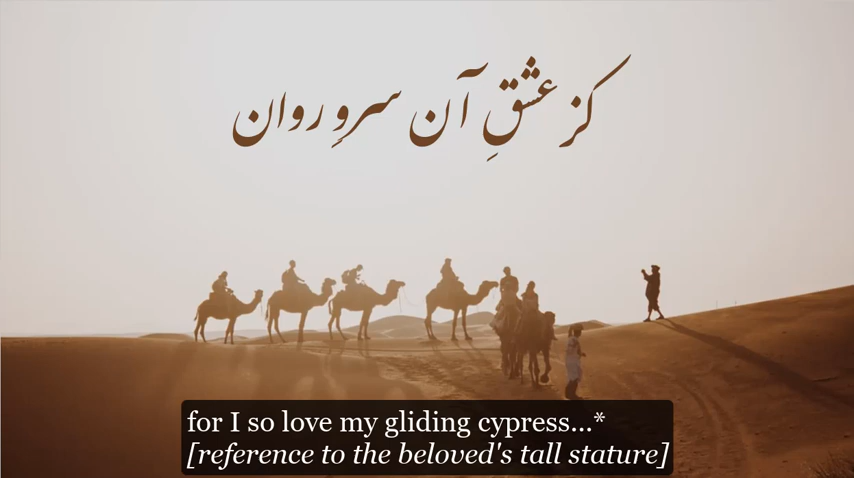 کز عشقِ آن سروِ روان
for I so love my gliding cypress...*
[reference to the beloved's tall stature]